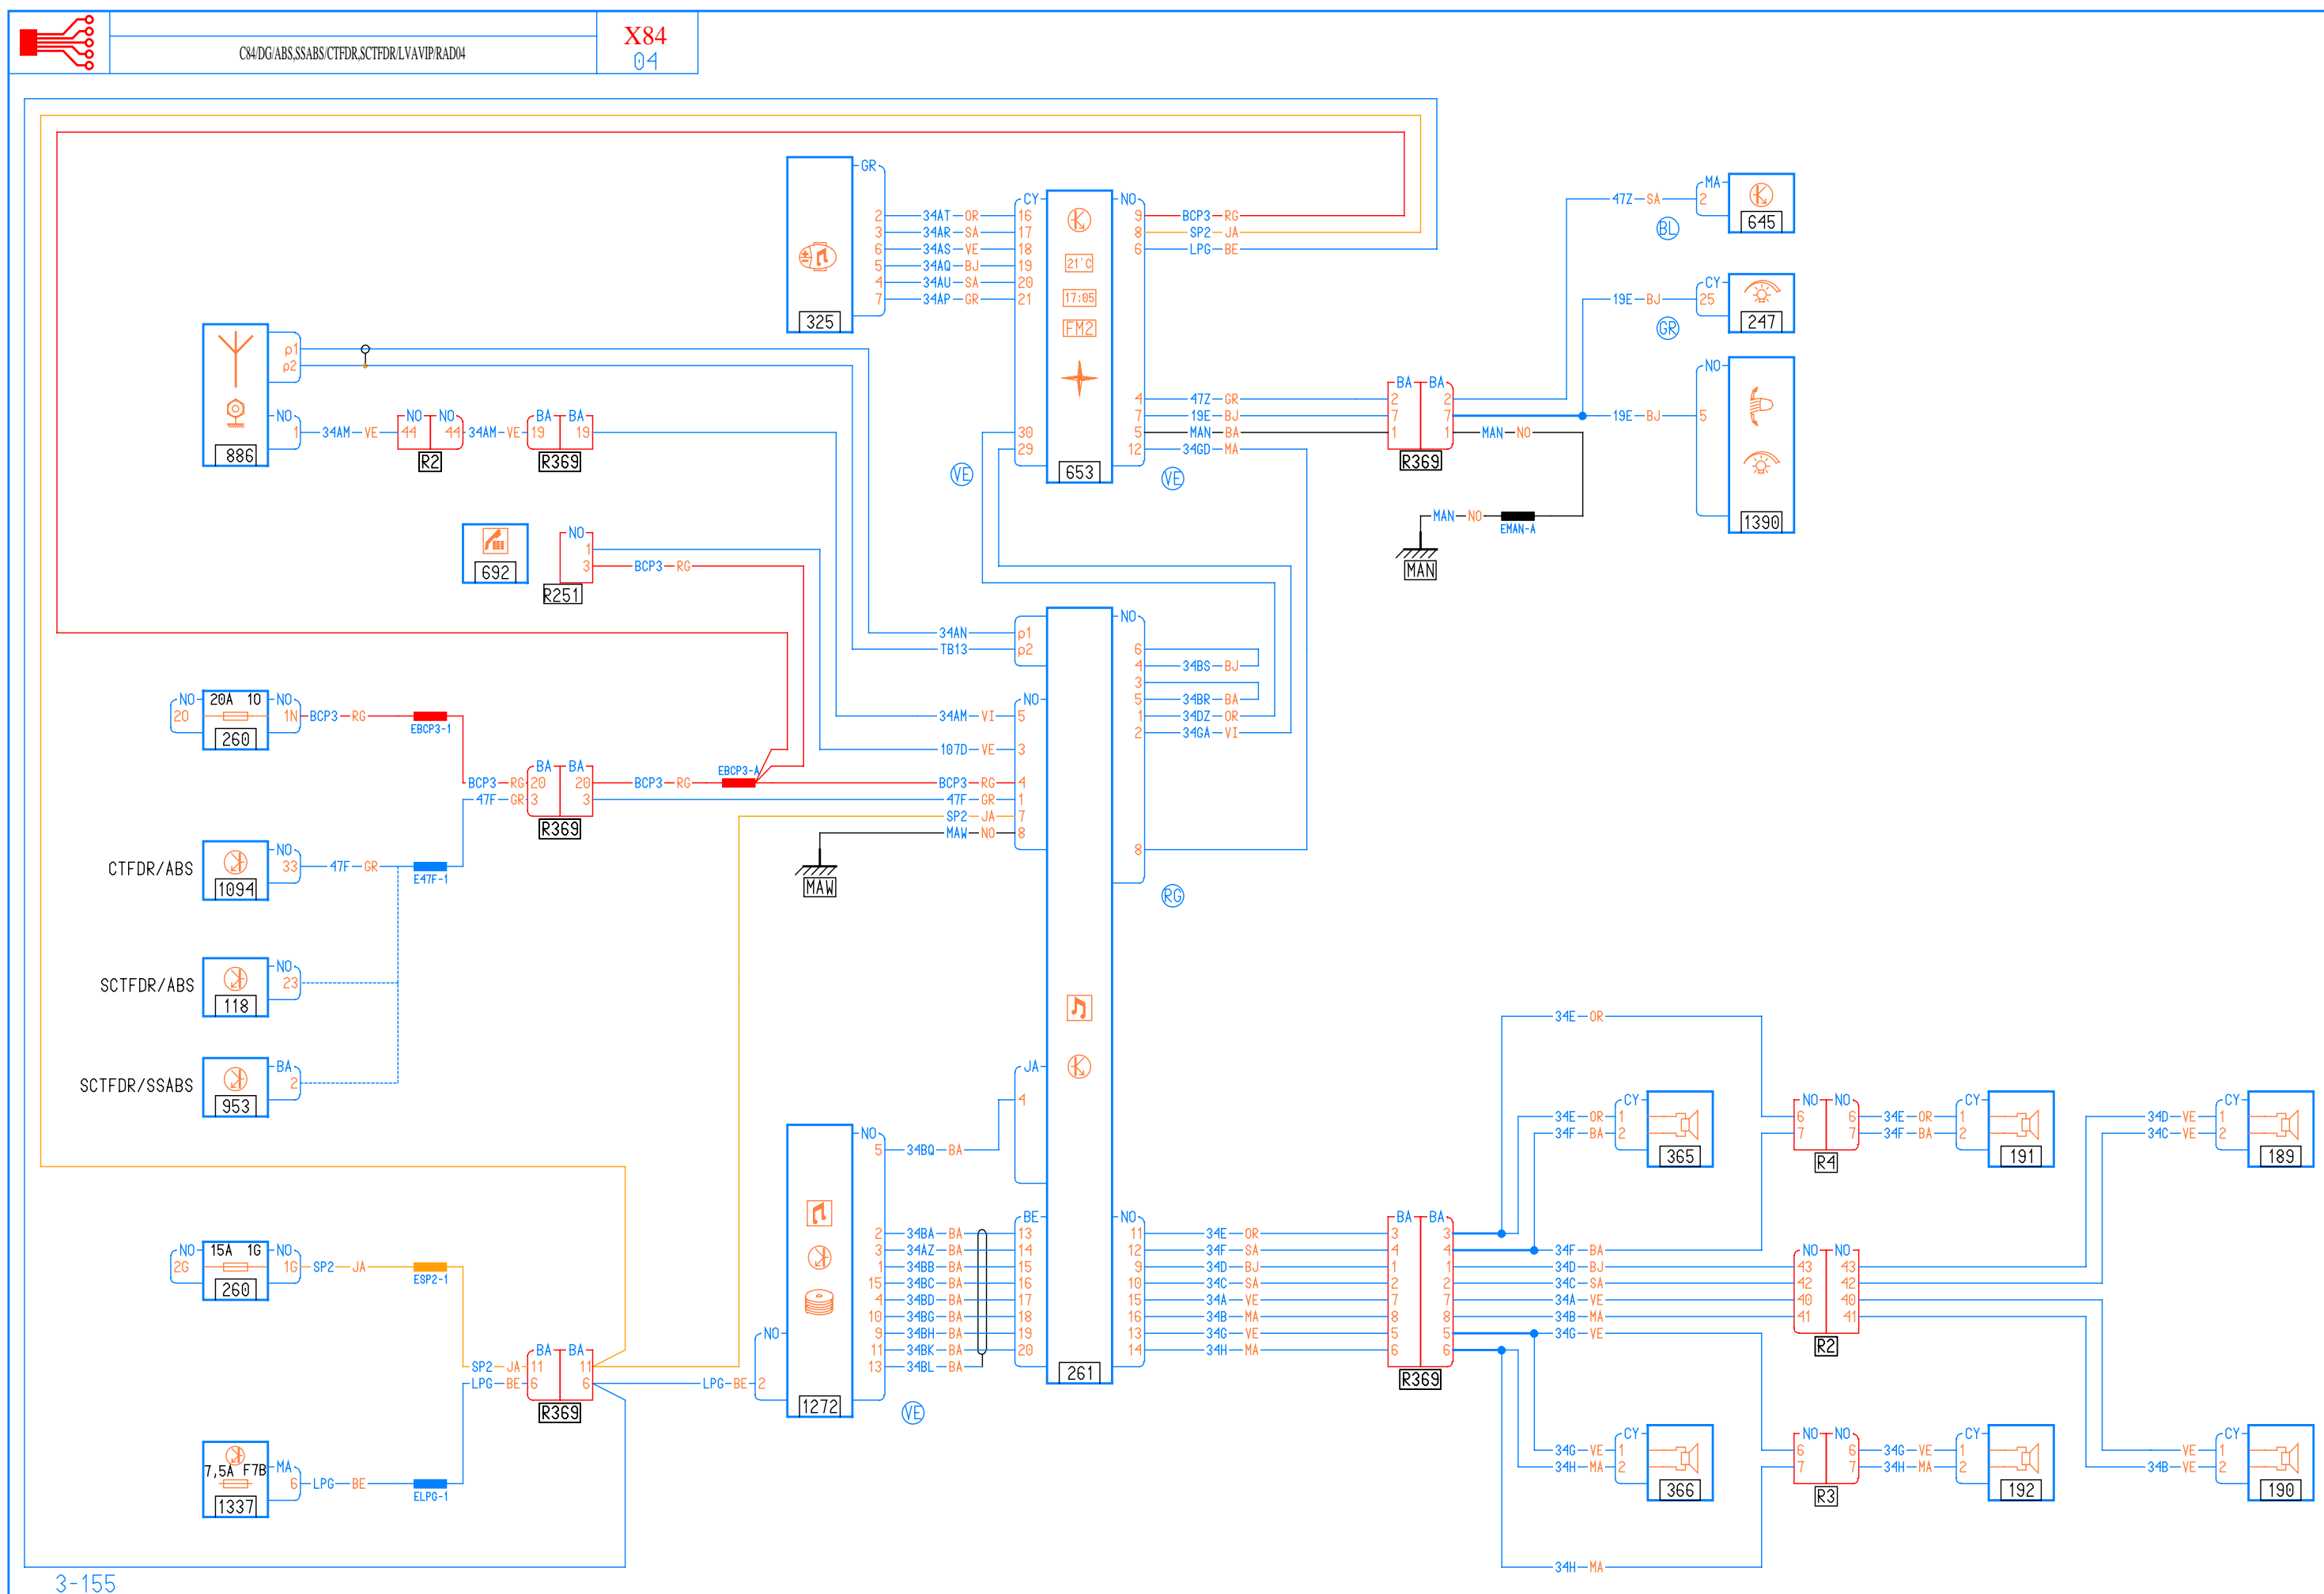 C84/DG/ABS,SSABS/CTFDR,SCTFDR/LVAVIP/RAD04
X84
04
GR
2 34AT OR 16
3 34AR SA 17
6 34AS VE 18
5 34AQ BJ 19
4 34AU SA 20
7 34AP GR 21
325
CY
NO
21°C
17:05
FM2
30
29
653
9 BCP3 RG
8 SP2 JA
6 LPG BE
4 47Z GR 2
7 19E BJ 7
5 MAN BA 1
12 34GD MA
VE
VE
BA BA
2
7
1
R369
47Z SA 2
MA
645
BL
19E BJ 25
CY
247
GR
19E BJ 5
NO
1390
MAN NO
MAN NO
EMAN-A
MAN
p1
p2
NO
1
886
34AM VE
NO NO
44 44
R2
34AM VE
BA BA
19 19
R369
692
NO
1
3 BCP3 RG
R251
34AN p1
TB13 p2
NO
34AM VI 5
107D VE 3
BCP3 RG 4
47F GR 1
SP2 JA 7
MAW NO 8
MAW
NO
6
4 34BS BJ
3
5 34BR BA
1 34DZ OR
2 34GA VI
8
RG
NO 20A 10 NO
20 1N BCP3 RG
260
EBCP3-1
BCP3 RG 20
47F GR 3
BA BA
20 BCP3 RG
3
R369
EBCP3-A
CTFDR/ABS
NO
33 47F GR
1094
E47F-1
SCTFDR/ABS
NO
23
118
SCTFDR/SSABS
BA
2
953
NO 15A 1G NO
2G 1G SP2 JA
260
ESP2-1
7,5A F7B
MA
6 LPG BE
1337
ELPG-1
SP2 JA 11
LPG BE 6
BA BA
11
6
R369
LPG BE 2
NO
NO
5 34BQ BA
JA
4
2 34BA BA 13
3 34AZ BA 14
1 34BB BA 15
15 34BC BA 16
4 34BD BA 17
10 34BG BA 18
9 34BH BA 19
11 34BK BA 20
13 34BL BA
1272
VE
BE
NO
261
11 34E OR 3
12 34F SA 4
9 34D BJ 1
10 34C SA 2
15 34A VE 7
16 34B MA 8
13 34G VE 5
14 34H MA 6
BA BA
3
4
1
2
7
8
5
6
R369
34E OR
34E OR 1
34F BA 2
CY
365
34F BA
34D BJ 43
34C SA 42
34A VE 40
34B MA 41
34G VE
NO NO
43
42
40
41
R2
NO NO
6 6
7 7
R4
34E OR 1
34F BA 2
CY
191
34D VE 1
34C VE 2
CY
189
34G VE 1
34H MA 2
CY
366
NO NO
6 6
7 7
R3
34G VE 1
34H MA 2
CY
192
VE 1
34B VE 2
CY
190
34H MA
3-155